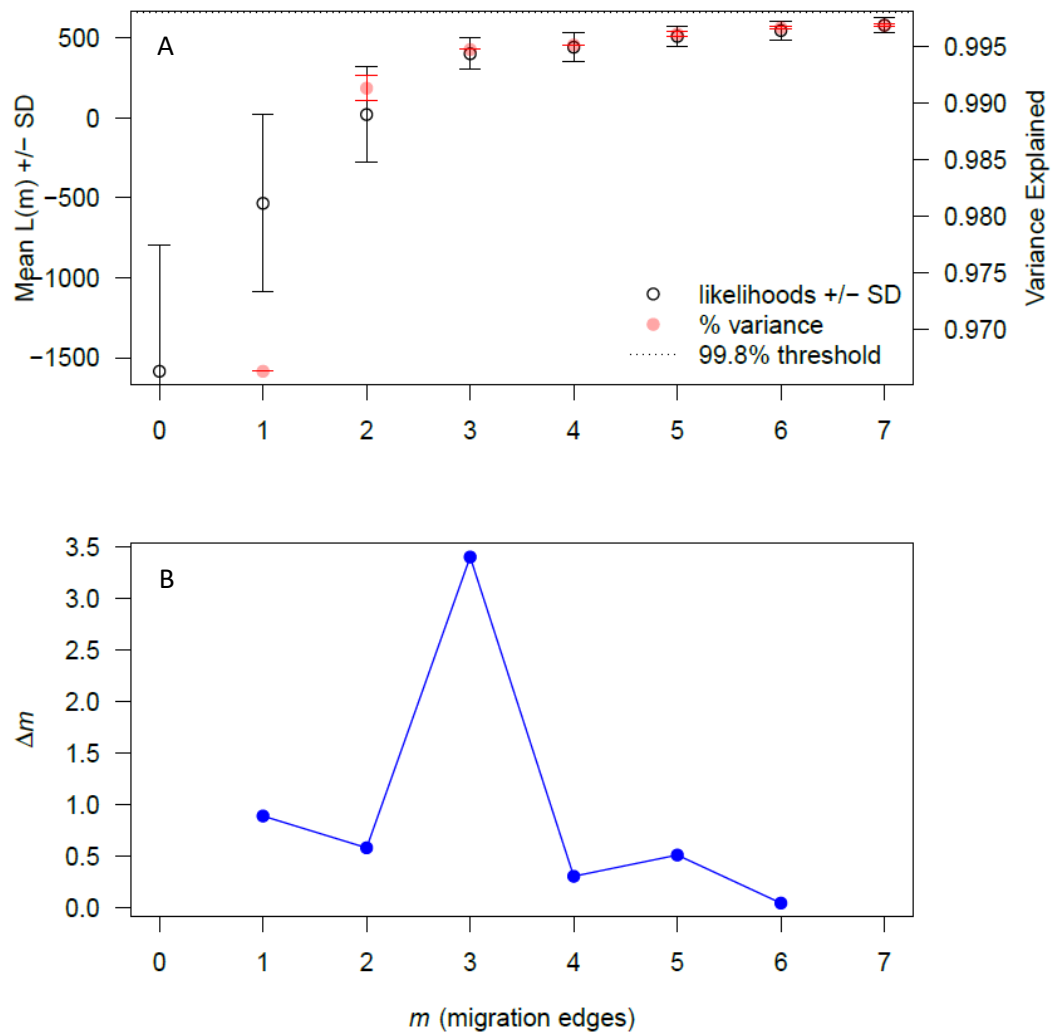 A
Mean L(m) +/− SD
500
0
−500
−1000
−1500
0.995
0.990
0.985
0.980
0.975
0.970
Variance Explained
likelihoods +/− SD
% variance
99.8% threshold
0 1 2 3 4 5 6 7
B
Δm
3.5
3.0
2.5
2.0
1.5
1.0
0.5
0.0
0 1 2 3 4 5 6 7
m (migration edges)